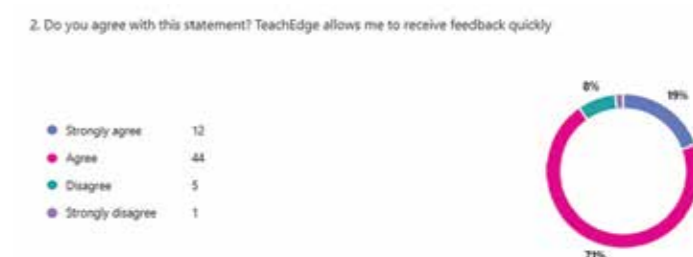 2. Do you agree with this statement? TeachEdge allows me to receive feedback quickly
8%
19%
Strongly agree 12
Agree 44
Disagree 5
Strongly disagree 1
71%